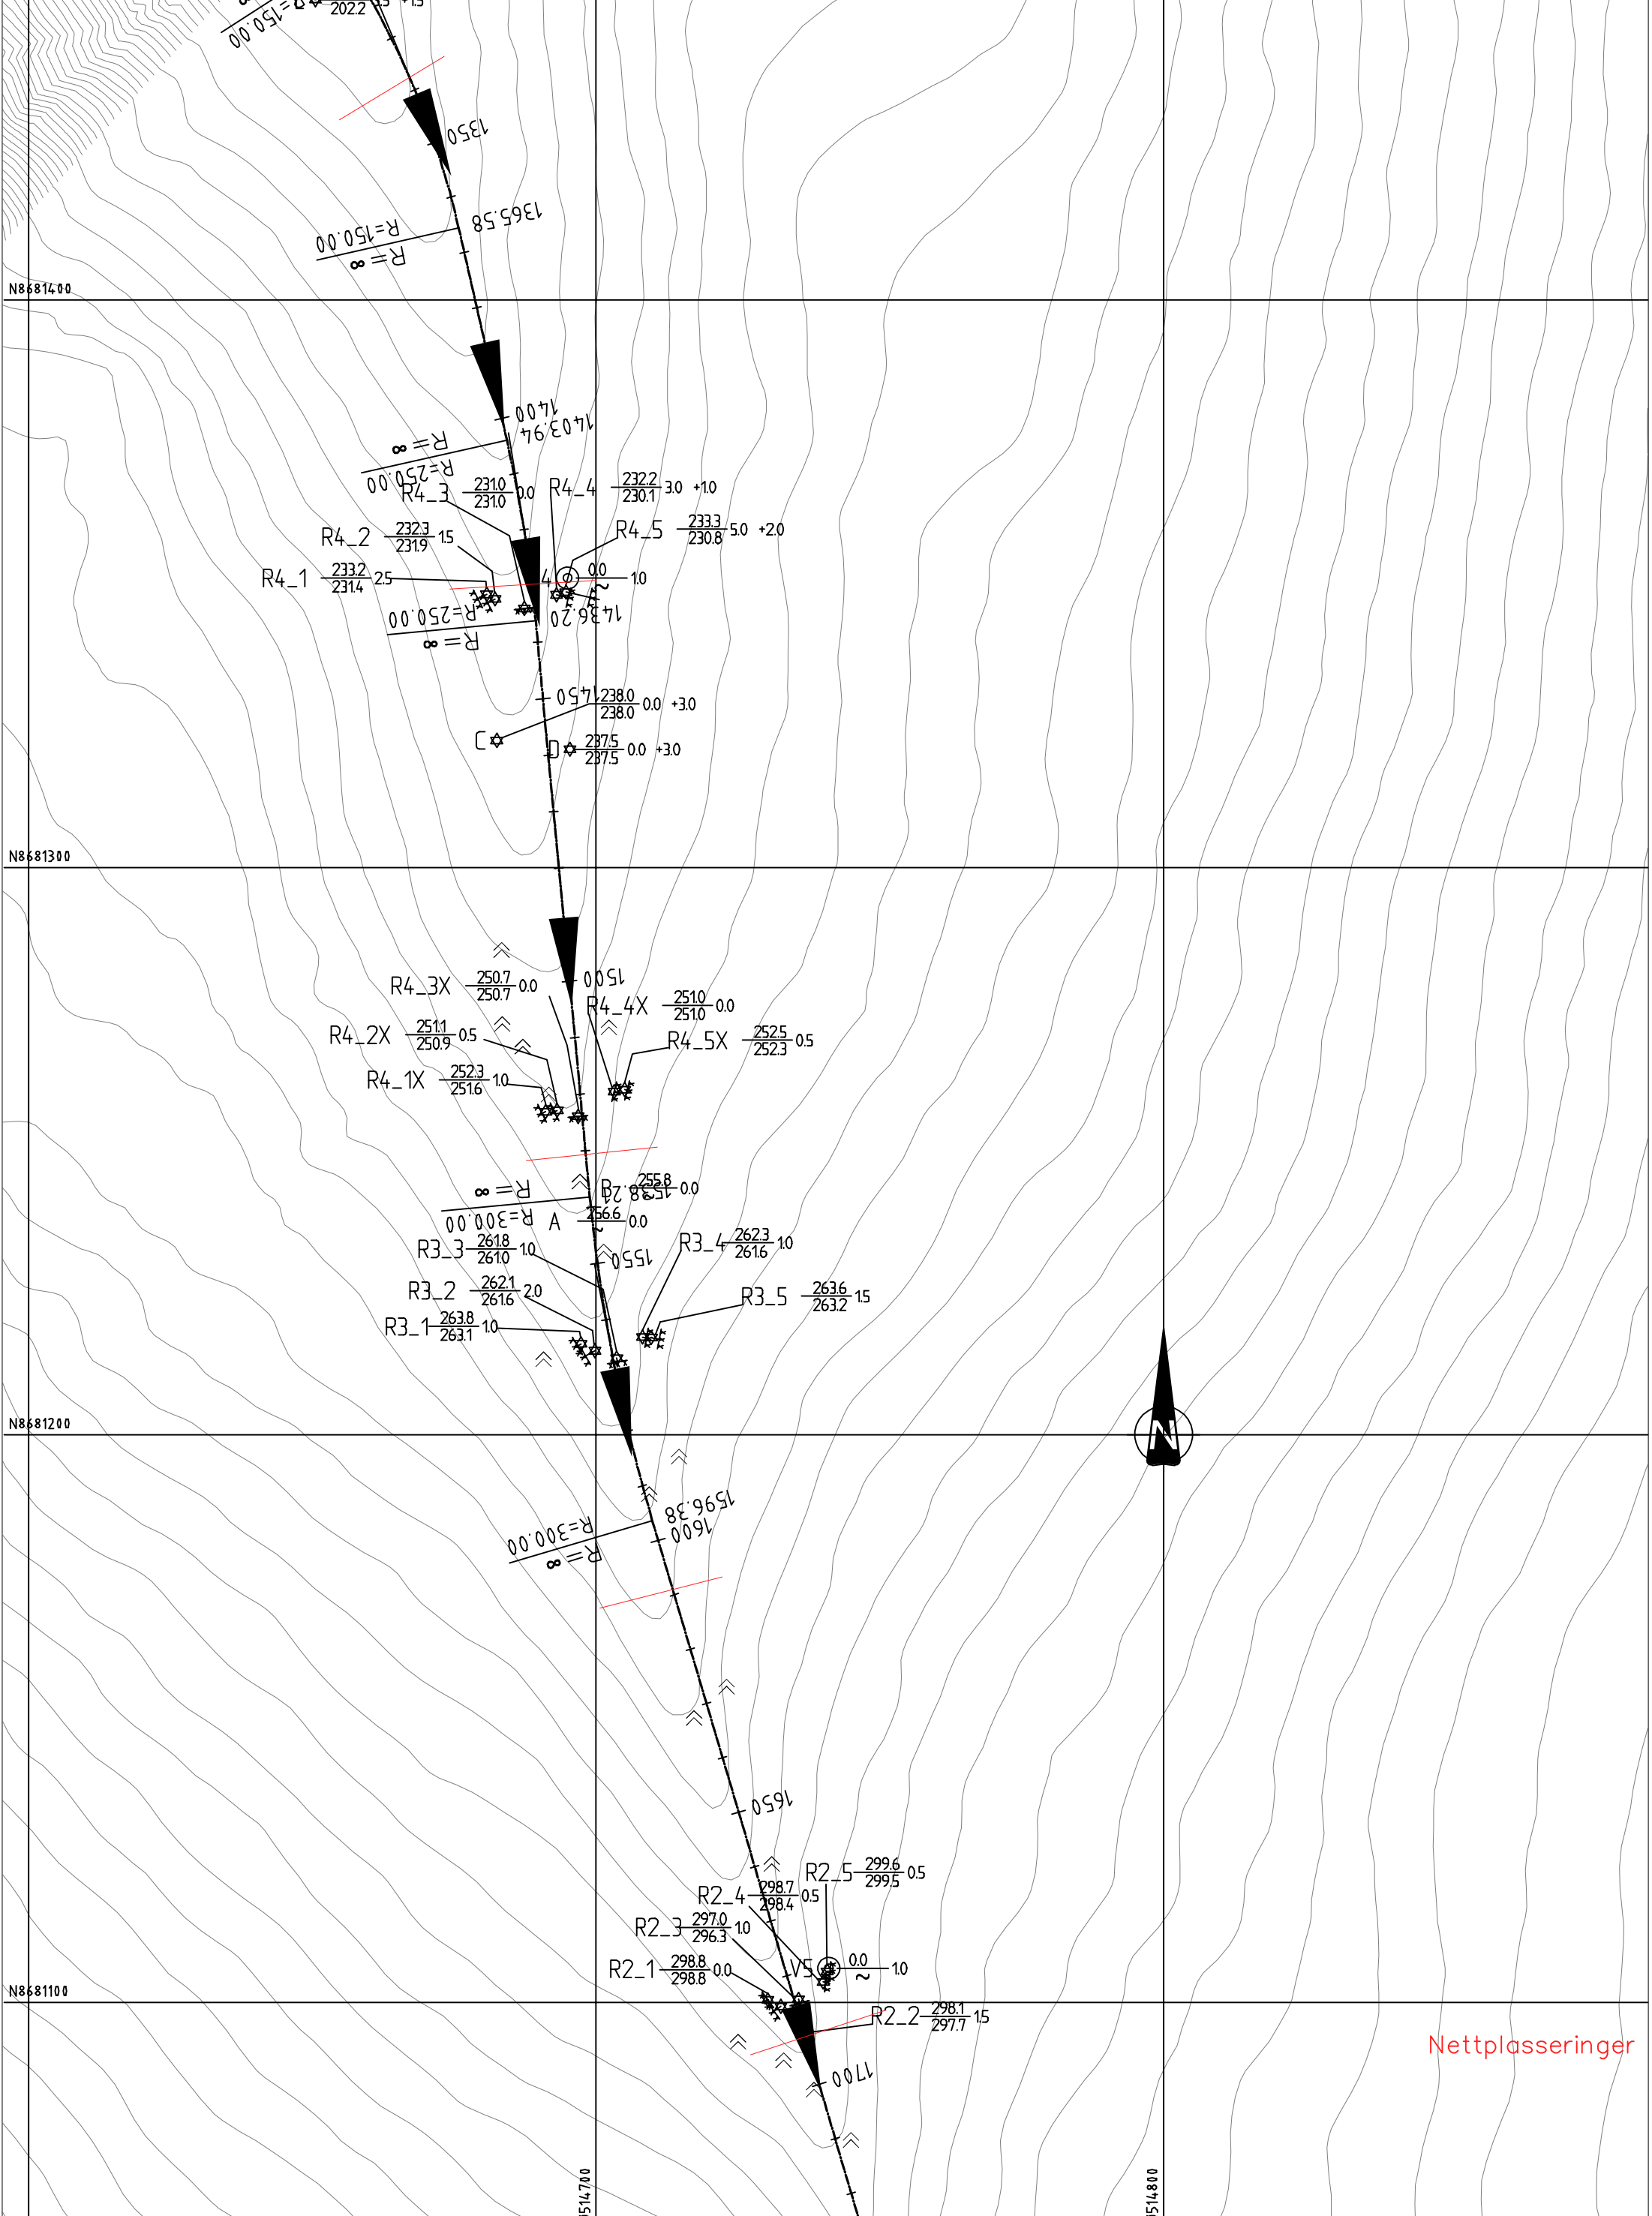 202.2
R=150.00
1350
1365.58
R=150.00
R=∞
N8681400
1400
1403.94
R=∞
R=250.00
R4_3 231.0 0.0
231.0
R4_4 232.2 3.0 +1.0
230.1
R4_5 233.3 5.0 +2.0
230.8
R4_2 232.3 1.5
231.9
R4_1 233.2 2.5
231.4
0.0
1.0
~
R=250.00
1436.20
R=∞
1450
238.0 0.0 +3.0
238.0
C
D 237.5 0.0 +3.0
237.5
N8681300
1500
R4_3X 250.7 0.0
250.7
R4_4X 251.0 0.0
251.0
R4_2X 251.1 0.5
250.9
R4_5X 252.5 0.5
252.3
R4_1X 252.3 1.0
251.6
R=∞
B 255.8 0.0
1538.21
R=300.00
A 256.6 0.0
~
R3_3 261.8 1.0
261.0
R3_4 262.3 1.0
261.6
1550
R3_2 262.1 2.0
261.6
R3_5 263.6 1.5
263.2
R3_1 263.8 1.0
263.1
N8681200
N
1596.38
R=300.00
1600
R=∞
1650
R2_5 299.6 0.5
299.5
R2_4 298.7 0.5
298.4
R2_3 297.0 1.0
296.3
R2_1 298.8 0.0
298.8
V5 0.0
1.0
~
N8681100
R2_2 298.1 1.5
297.7
Nettplasseringer
1700
514700
514800